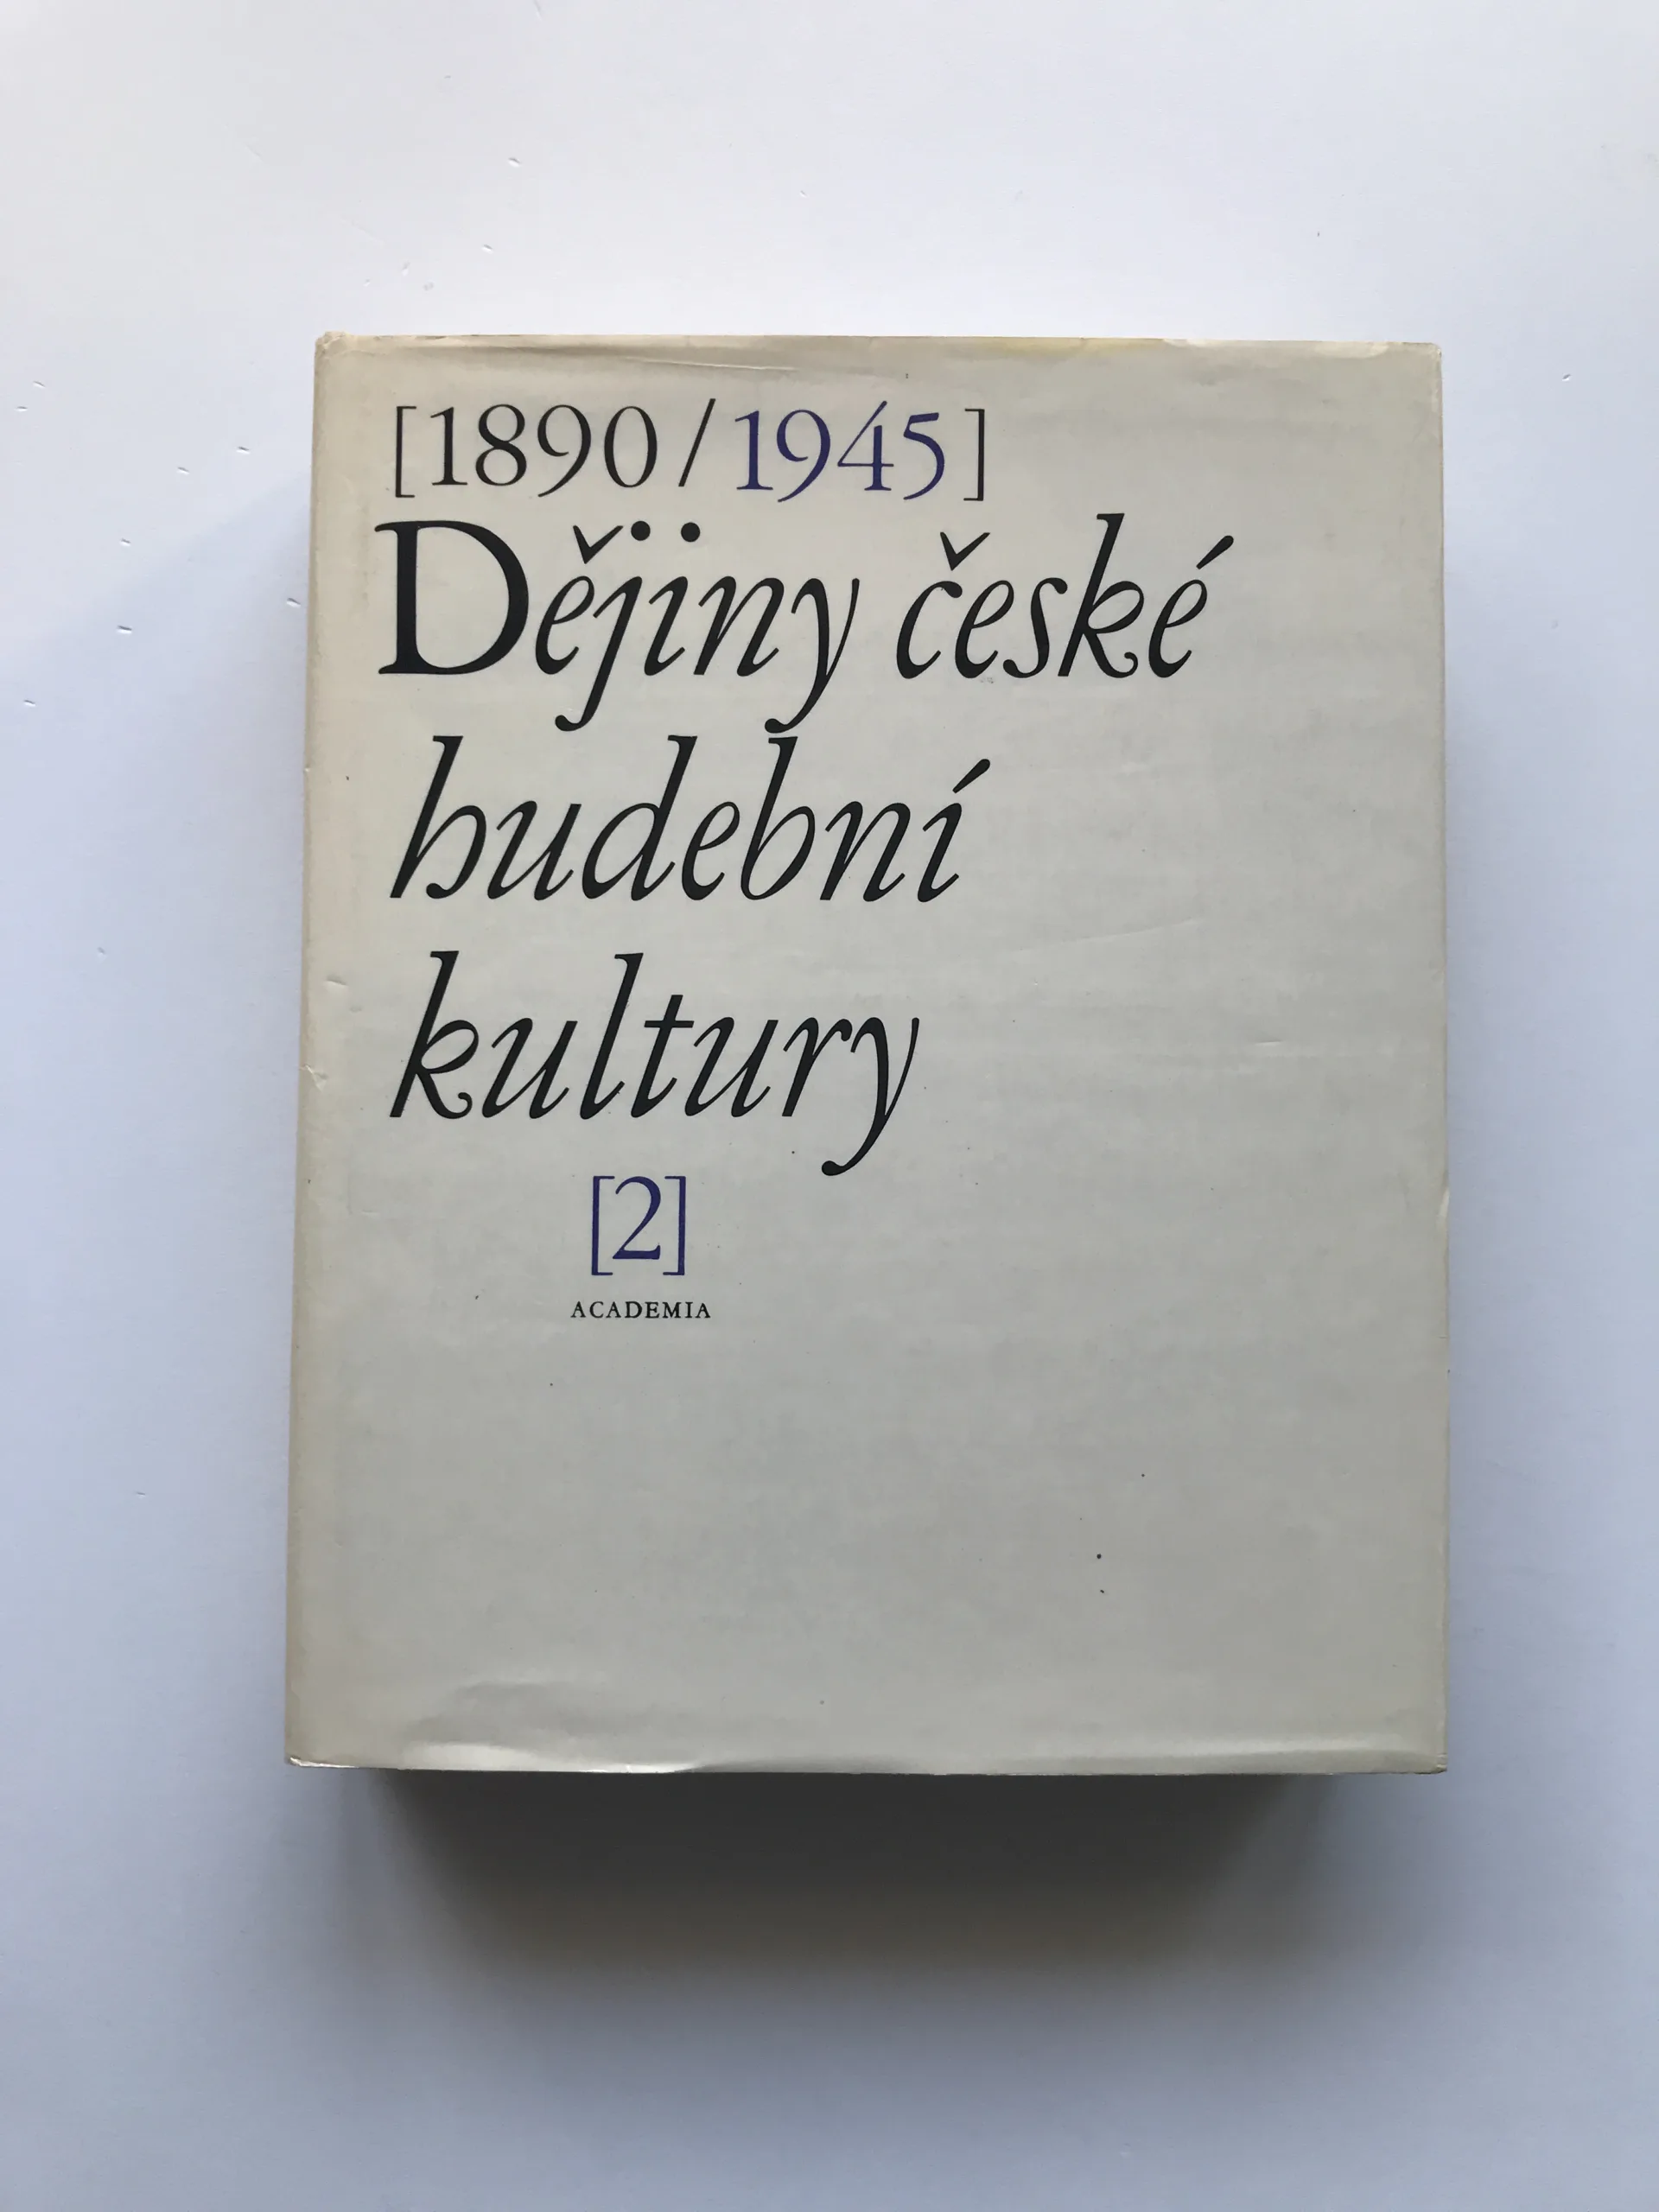 [1890/1945]
Dějiny české
hudební
kultury
[2]
ACADEMIA